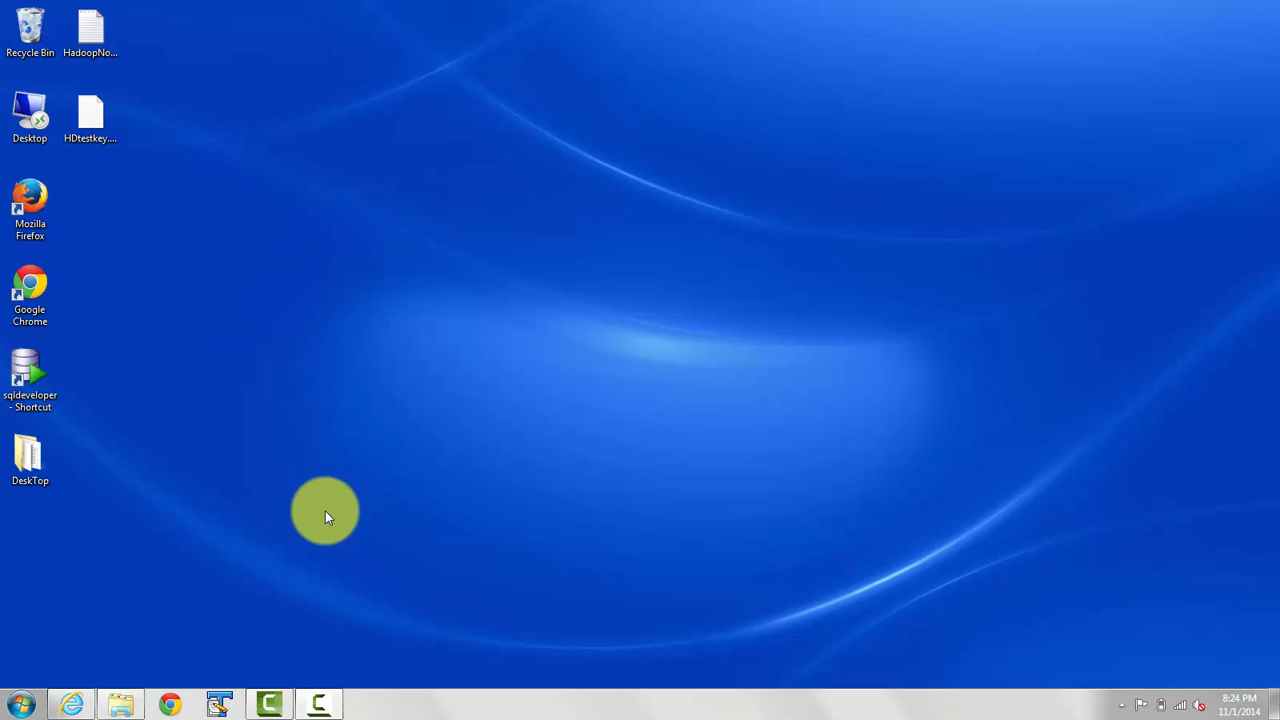 Recycle Bin
HadoopNo...
Desktop
HDtestkey....
Mozilla
Firefox
Google
Chrome
sqldeveloper
- Shortcut
DeskTop
8:24 PM
11/1/2014